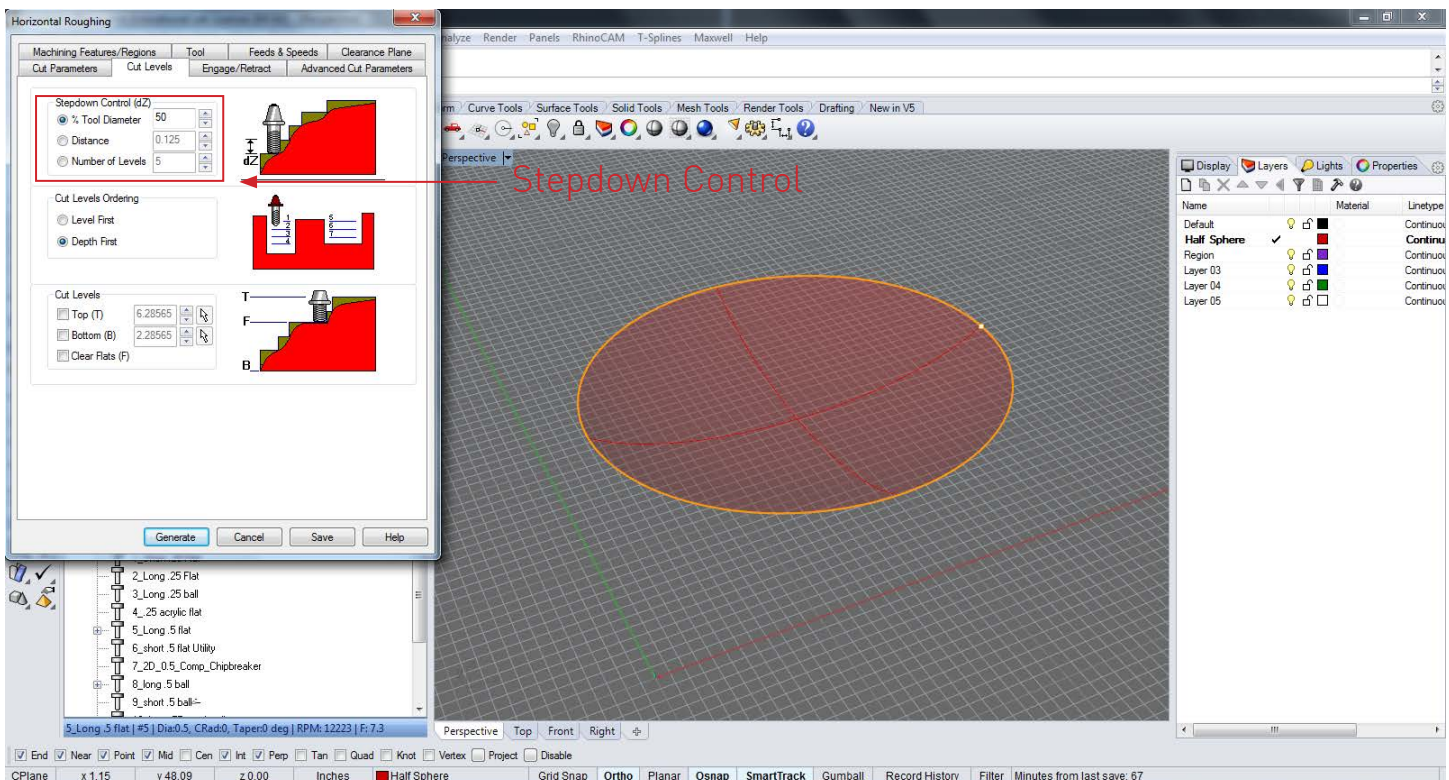 Horizontal Roughing
Machining Features/Regions Tool Feeds & Speeds Clearance Plane
Cut Parameters Cut Levels Engage/Retract Advanced Cut Parameters
Stepdown Control (dZ)
% Tool Diameter 50
Distance 0.125
Number of Levels 5
dZ
Cut Levels Ordering
Level First
Depth First
1 5
2 6
3 7
4
Cut Levels
Top (T) 6.28565
Bottom (B) 2.28565
Clear Flats (F)
T
F
B
Generate Cancel Save Help
alyze Render Panels RhinoCAM T-Splines Maxwell Help
rm Curve Tools Surface Tools Solid Tools Mesh Tools Render Tools Drafting New in V5
Perspective
Stepdown Control
Display Layers Lights Properties
Name Material Linetype
Default Continuou
Half Sphere Continu
Region Continuou
Layer 03 Continuou
Layer 04 Continuou
Layer 05 Continuou
2_Long .25 Flat
3_Long .25 ball
4_.25 acrylic flat
5_Long .5 flat
6_short .5 flat Utility
7_2D_0.5_Comp_Chipbreaker
8_long .5 ball
9_short .5 ball
5_Long .5 flat | #5 | Dia:0.5, CRad:0, Taper:0 deg | RPM: 12223 | F: 7.3
Perspective Top Front Right
End Near Point Mid Cen Int Perp Tan Quad Knot Vertex Project Disable
CPlane x 1.15 y 48.09 z 0.00 Inches Half Sphere Grid Snap Ortho Planar Osnap SmartTrack Gumball Record History Filter Minutes from last save: 67